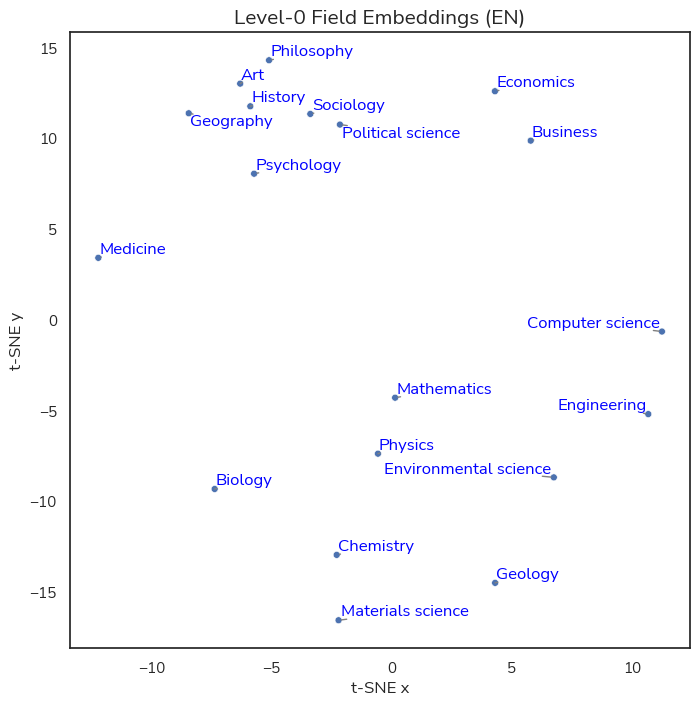 Level-0 Field Embeddings (EN)
15
Philosophy
Art
Economics
History
Sociology
Geography
Political science
Business
10
Psychology
5
Medicine
0
Computer science
t-SNE y
Mathematics
Engineering
−5
Physics
Environmental science
Biology
−10
Chemistry
Geology
−15
Materials science
−10
−5
0
5
10
t-SNE x